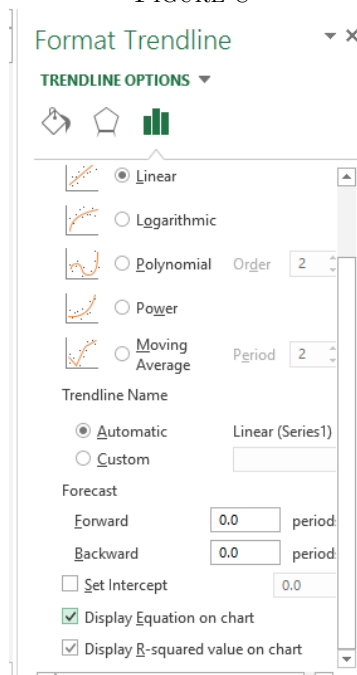 Format Trendline
TRENDLINE OPTIONS
Linear
Logarithmic
Polynomial Order 2
Power
Moving Average Period 2
Trendline Name
Automatic Linear (Series1)
Custom
Forecast
Forward 0.0 period
Backward 0.0 period
Set Intercept 0.0
Display Equation on chart
Display R-squared value on chart